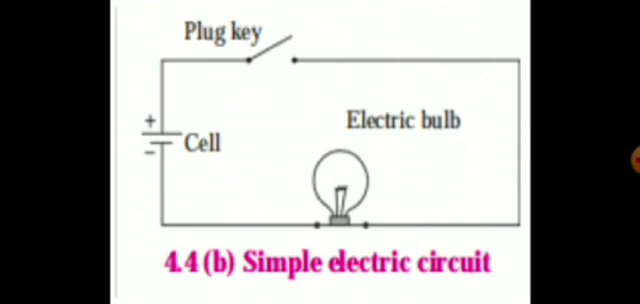 Plug key
+
Electric bulb
Cell
−
4.4 (b) Simple electric circuit